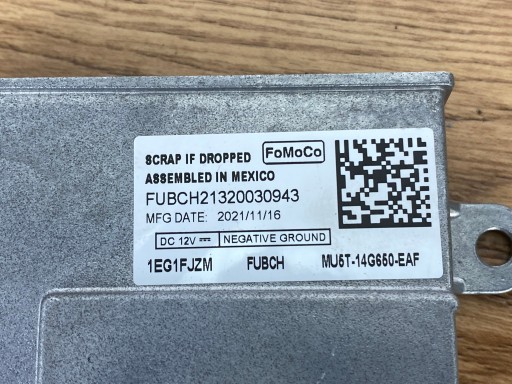 SCRAP IF DROPPED FoMoCo
ASSEMBLED IN MEXICO
FUBCH21320030943
MFG DATE: 2021/11/16
DC 12V ⎓ NEGATIVE GROUND
1EG1FJZM FUBCH MU5T-14G650-EAF